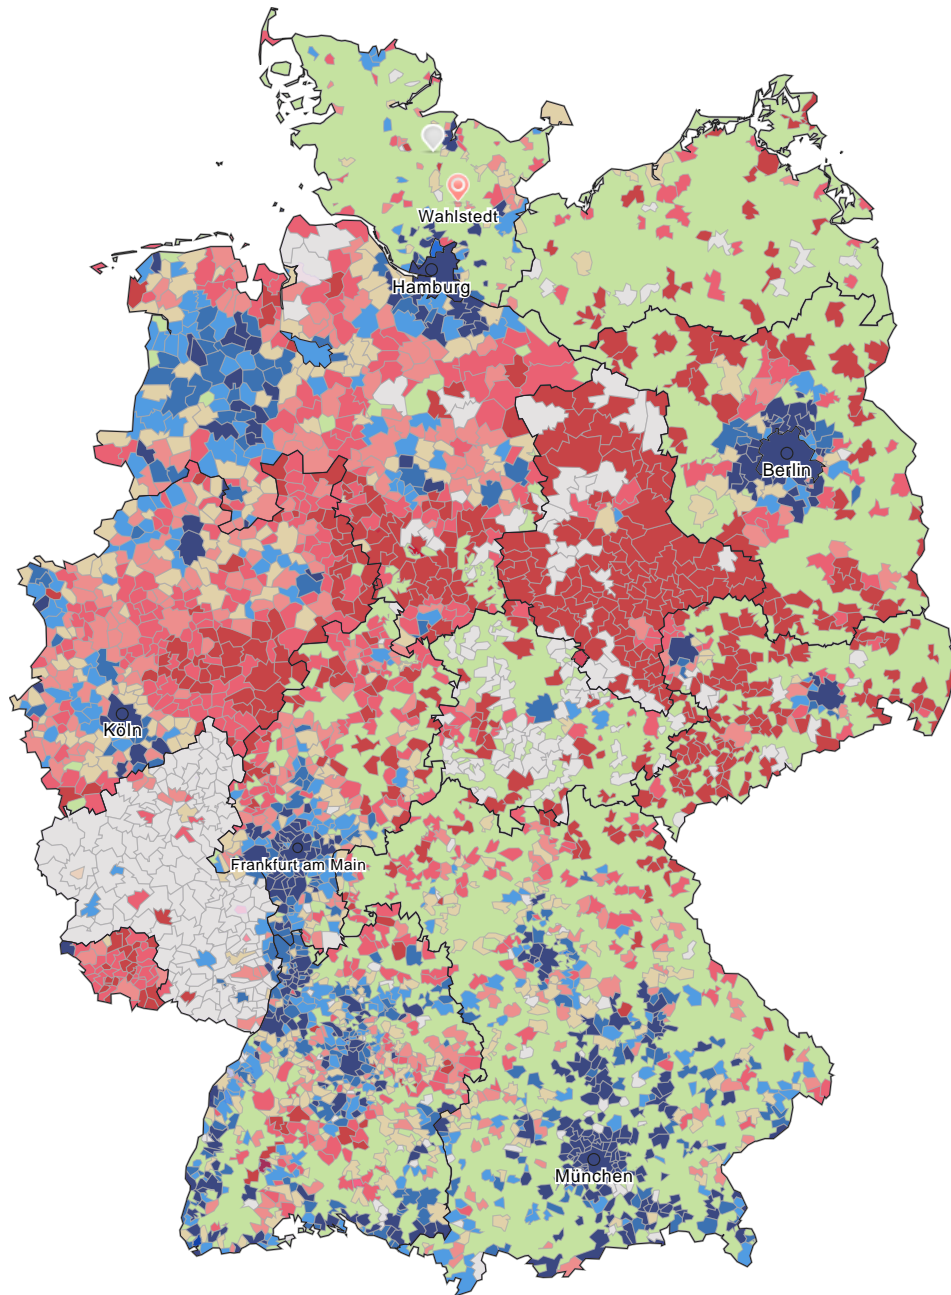 Wahlstedt
Hamburg
Berlin
Köln
Frankfurt am Main
München